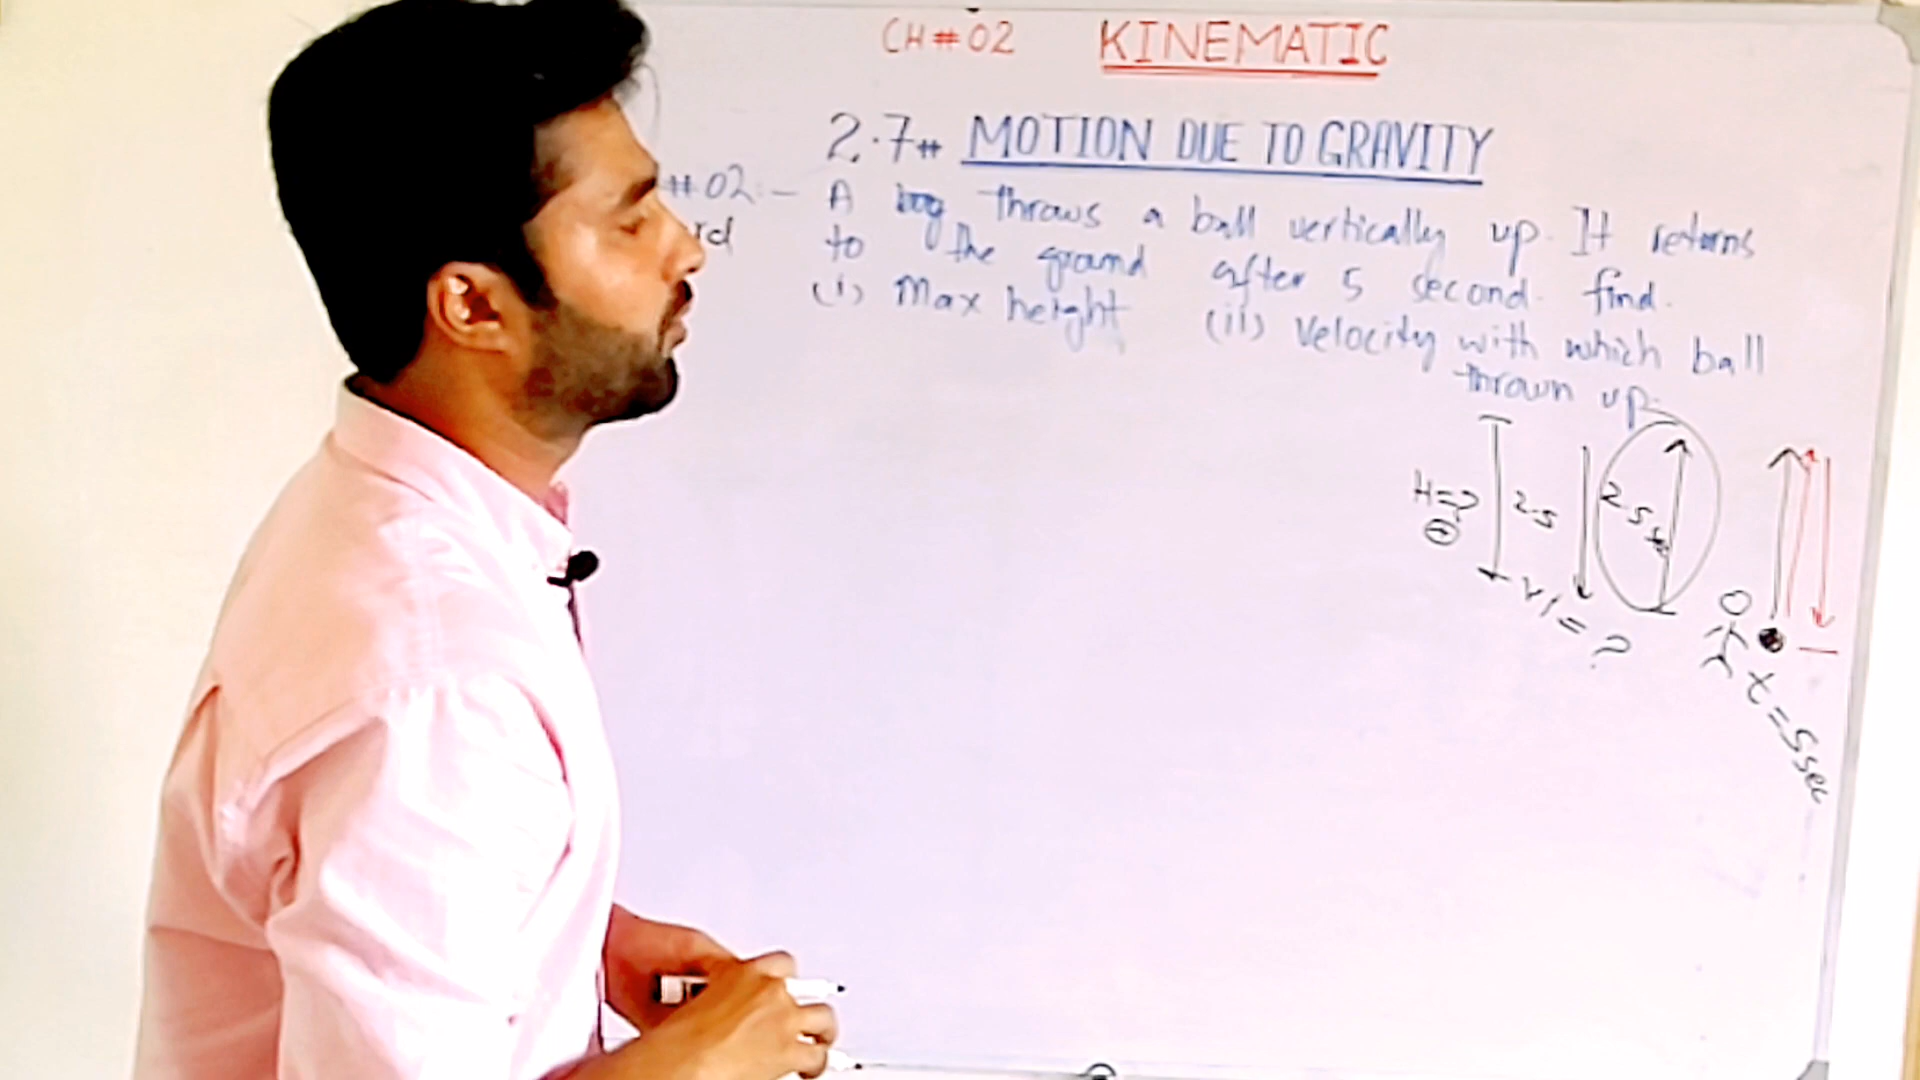 CH#02 KINEMATIC
2.7# MOTION DUE TO GRAVITY
#02:- A boy throws a ball vertically up. It returns
rd to the ground after 5 second. find.
(i) Max height (ii) velocity with which ball
thrown up.
H=? 2.5 2.5
+
vi=?
t=5sec